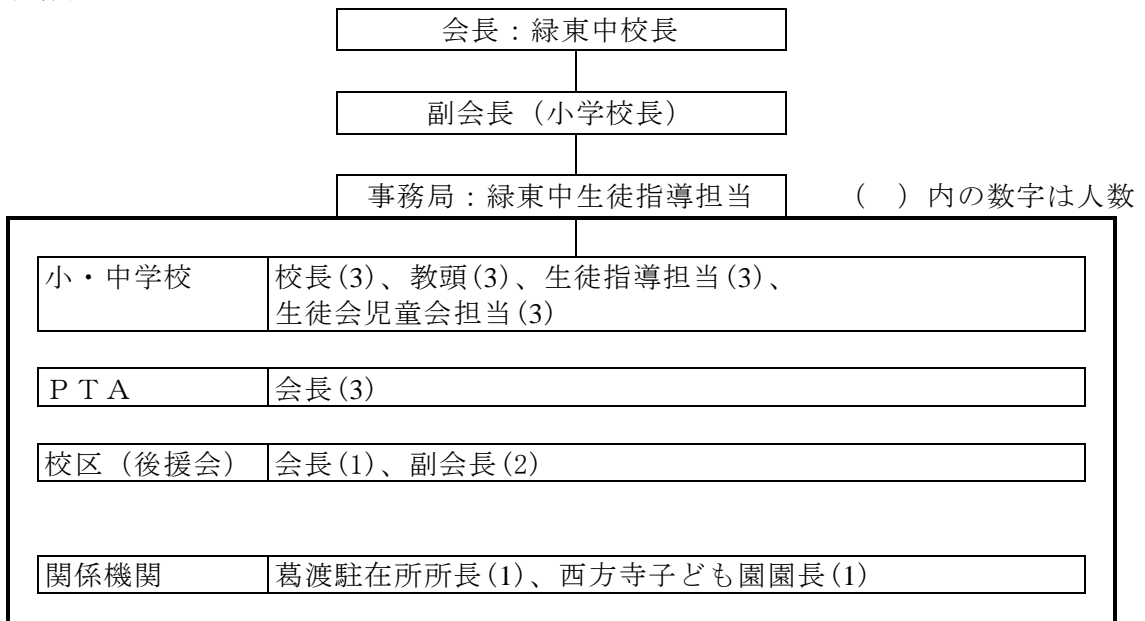 会長：緑東中校長
副会長（小学校長）
事務局：緑東中生徒指導担当　（　）内の数字は人数
小・中学校　校長(3)、教頭(3)、生徒指導担当(3)、
生徒会児童会担当(3)
ＰＴＡ　会長(3)
校区（後援会）　会長(1)、副会長(2)
関係機関　葛渡駐在所所長(1)、西方寺子ども園園長(1)